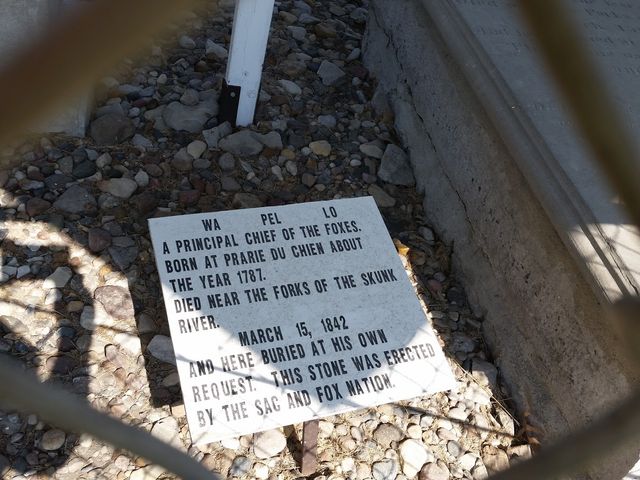 WA PEL LO
A PRINCIPAL CHIEF OF THE FOXES.
BORN AT PRARIE DU CHIEN ABOUT
THE YEAR 1787.
DIED NEAR THE FORKS OF THE SKUNK
RIVER.
MARCH 15, 1842
AND HERE BURIED AT HIS OWN
REQUEST. THIS STONE WAS ERECTED
BY THE SAC AND FOX NATION.